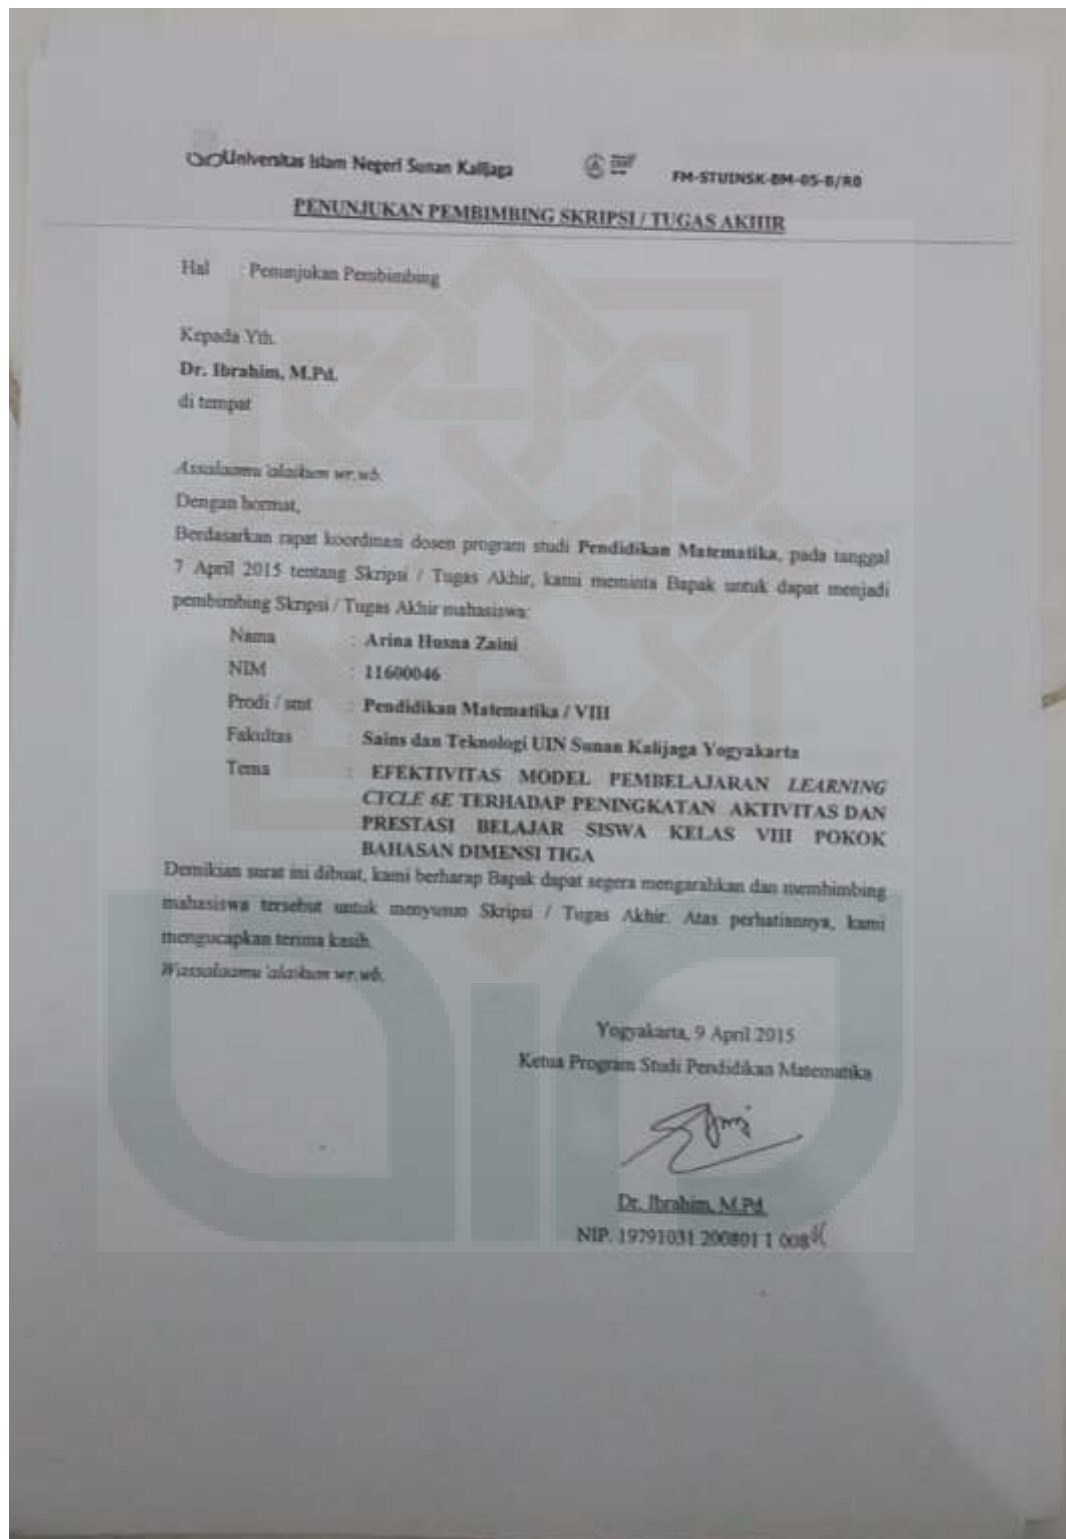 Universitas Islam Negeri Sunan Kalijaga
FM-STUINSK-BM-05-B/R0
PENUNJUKAN PEMBIMBING SKRIPSI / TUGAS AKHIR
Hal : Penunjukan Pembimbing
Kepada Yth.
Dr. Ibrahim, M.Pd.
di tempat
Assalaamu 'alaikum wr.wb.
Dengan hormat,
Berdasarkan rapat koordinasi dosen program studi Pendidikan Matematika, pada tanggal
7 April 2015 tentang Skripsi / Tugas Akhir, kami meminta Bapak untuk dapat menjadi
pembimbing Skripsi / Tugas Akhir mahasiswa:
Nama : Arina Husna Zaini
NIM : 11600046
Prodi / smt : Pendidikan Matematika / VIII
Fakultas : Sains dan Teknologi UIN Sunan Kalijaga Yogyakarta
Tema : EFEKTIVITAS MODEL PEMBELAJARAN LEARNING
CYCLE 6E TERHADAP PENINGKATAN AKTIVITAS DAN
PRESTASI BELAJAR SISWA KELAS VIII POKOK
BAHASAN DIMENSI TIGA
Demikian surat ini dibuat, kami berharap Bapak dapat segera mengarahkan dan membimbing
mahasiswa tersebut untuk menyusun Skripsi / Tugas Akhir. Atas perhatiannya, kami
mengucapkan terima kasih.
Wassalaamu 'alaikum wr.wb.
Yogyakarta, 9 April 2015
Ketua Program Studi Pendidikan Matematika
Dr. Ibrahim, M.Pd.
NIP. 19791031 200801 1 008